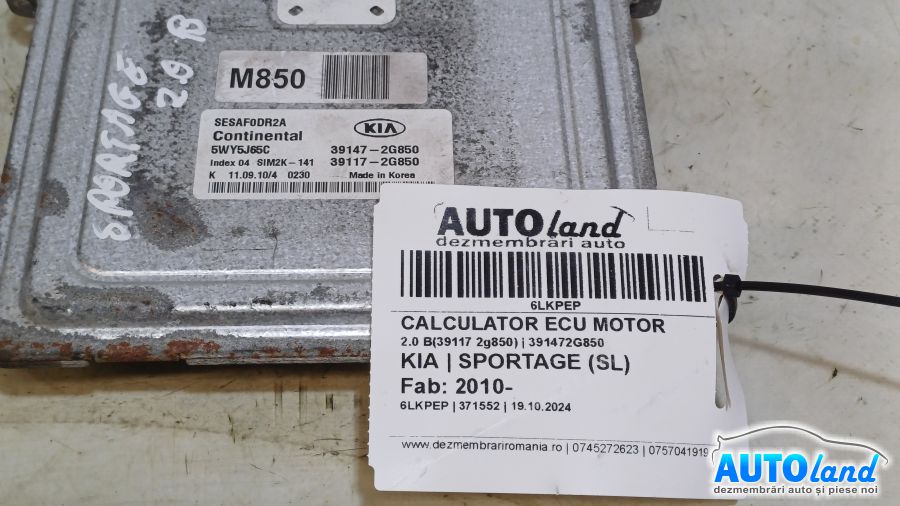 SPORTAGE
2.0 B
M850
SESAF0DR2A
Continental
KIA
5WY5J65C 39147-2G850
Index 04 SIM2K-141 39117-2G850
K 11.09.10/4 0230 Made in Korea
AUTOland
dezmembrări auto
6LKPEP
CALCULATOR ECU MOTOR
2.0 B(39117 2g850) | 391472G850
KIA | SPORTAGE (SL)
Fab: 2010-
6LKPEP | 371552 | 19.10.2024
www.dezmembrariromania.ro | 0745272623 | 0757041919
AUTOland
dezmembrări auto și piese noi